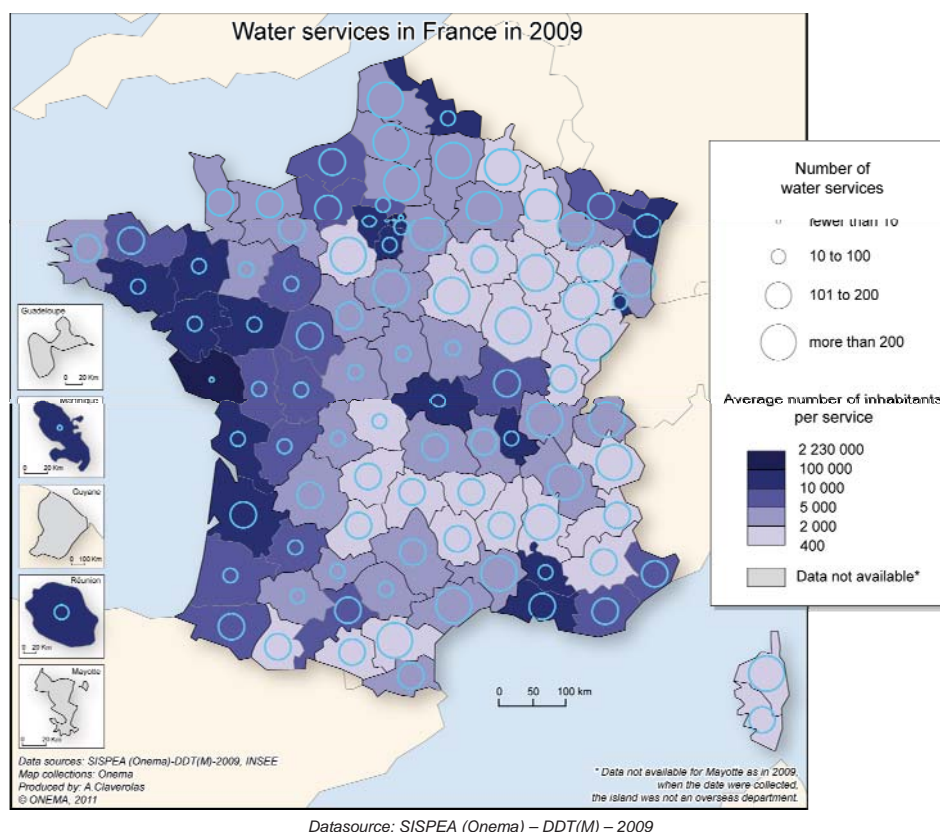 Water services in France in 2009
Number of
water services
fewer than 10
10 to 100
101 to 200
more than 200
Average number of inhabitants
per service
2 230 000
100 000
10 000
5 000
2 000
400
Data not available*
Guadeloupe
0 20 Km
Martinique
0 20 Km
Guyane
0 100 Km
Réunion
0 20 Km
Mayotte
0 20 Km
0 50 100 km
Data sources: SISPEA (Onema)-DDT(M)-2009, INSEE
Map collections: Onema
Produced by: A.Claverolas
© ONEMA, 2011
* Data not available for Mayotte as in 2009,
when the date were collected,
the island was not an overseas department.
Datasource: SISPEA (Onema) – DDT(M) – 2009